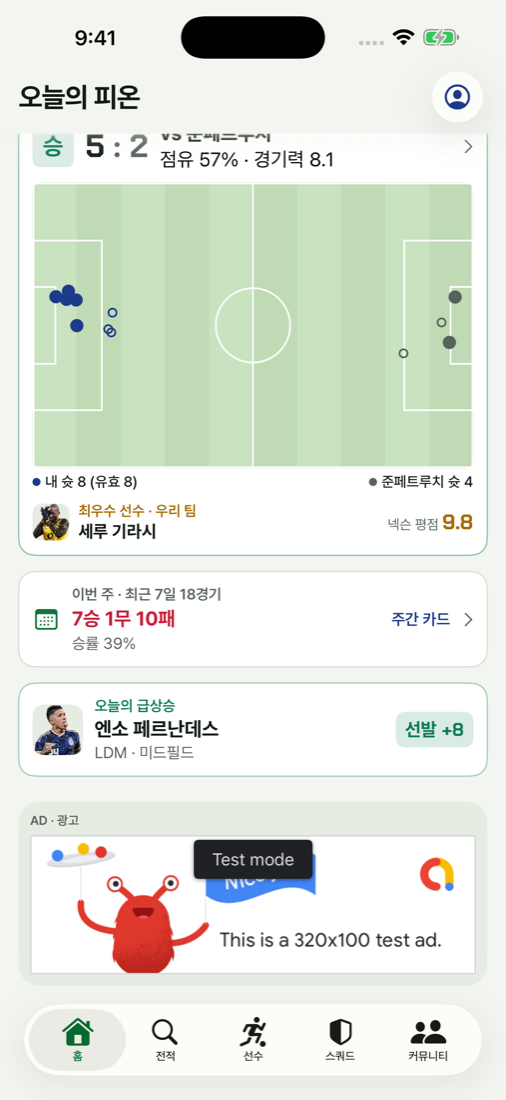 9:41
오늘의 피온
승 5 : 2 vs 준페트루치
점유 57% · 경기력 8.1
내 슛 8 (유효 8)
준페트루치 슛 4
최우수 선수 · 우리 팀
세루 기라시
넥슨 평점 9.8
이번 주 · 최근 7일 18경기
7승 1무 10패
승률 39%
주간 카드
오늘의 급상승
엔소 페르난데스
LDM · 미드필드
선발 +8
AD · 광고
Test mode
This is a 320x100 test ad.
홈
전적
선수
스쿼드
커뮤니티